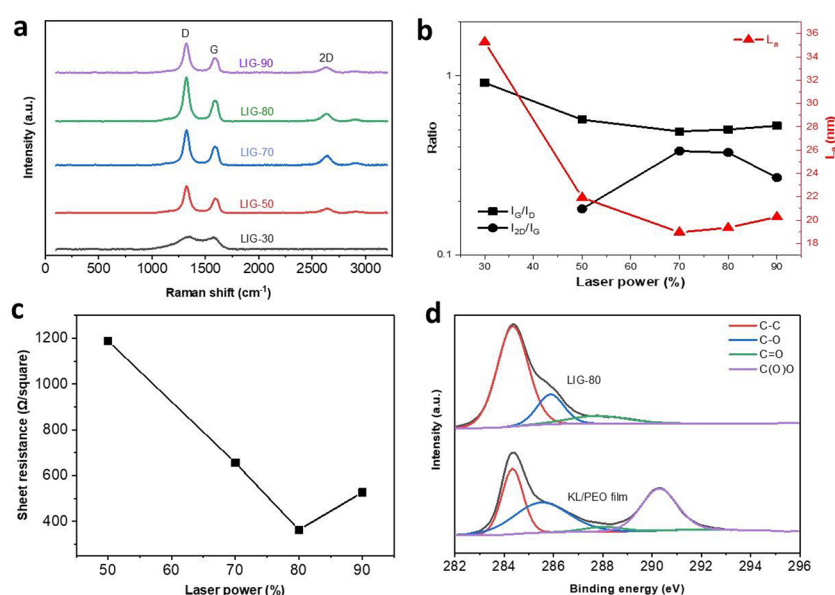 a
D
G
2D
LIG-90
LIG-80
LIG-70
LIG-50
LIG-30
Intensity (a.u.)
0 500 1000 1500 2000 2500 3000
Raman shift (cm⁻¹)
b
Lₐ
1
0.1
Ratio
I_G/I_D
I_2D/I_G
36
34
32
30
28
26
24
22
20
18
Lₐ (nm)
30 40 50 60 70 80 90
Laser power (%)
c
1200
1000
800
600
400
Sheet resistance (Ω/square)
50 60 70 80 90
Laser power (%)
d
C-C
C-O
C=O
C(O)O
LIG-80
KL/PEO film
Intensity (a.u.)
282 284 286 288 290 292 293 294 296
Binding energy (eV)